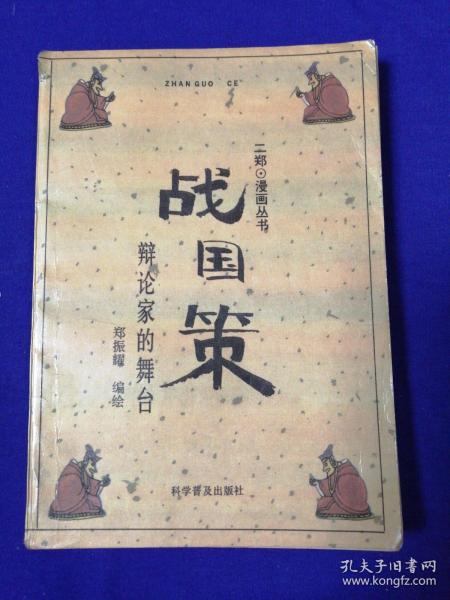 ZHAN GUO CE
二郑⊙漫画丛书
战国策
辩论家的舞台
郑振耀 编绘
科学普及出版社
孔夫子旧书网
www.kongfz.com